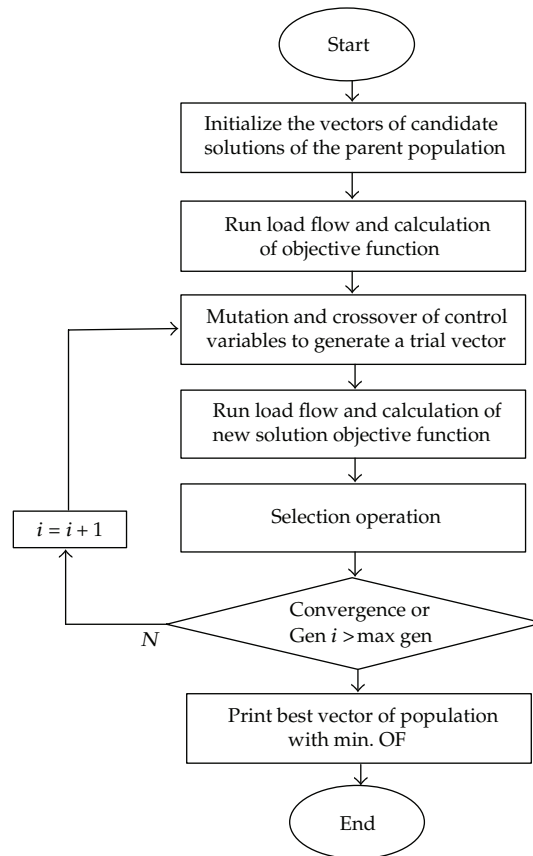 Start
Initialize the vectors of candidate
solutions of the parent population
Run load flow and calculation
of objective function
Mutation and crossover of control
variables to generate a trial vector
Run load flow and calculation of
new solution objective function
Selection operation
i = i + 1
Convergence or
Gen i > max gen
N
Print best vector of population
with min. OF
End